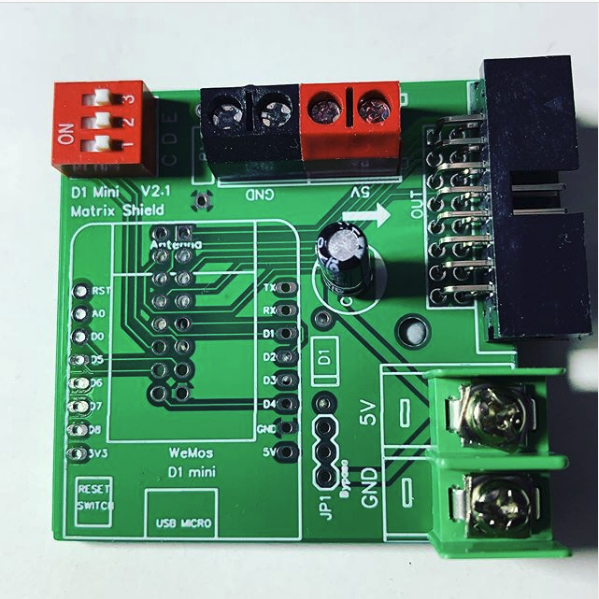 ON
1 2 3
C D E
GND
5V
D1 Mini V2.1
Matrix Shield
OUT
Antenna
RST
A0
D0
D5
D6
D7
D8
3V3
TX
RX
D1
D2
D3
D4
GND
5V
D1
WeMos
D1 mini
RESET
SWITCH
USB MICRO
JP1
Bypass
5V
GND